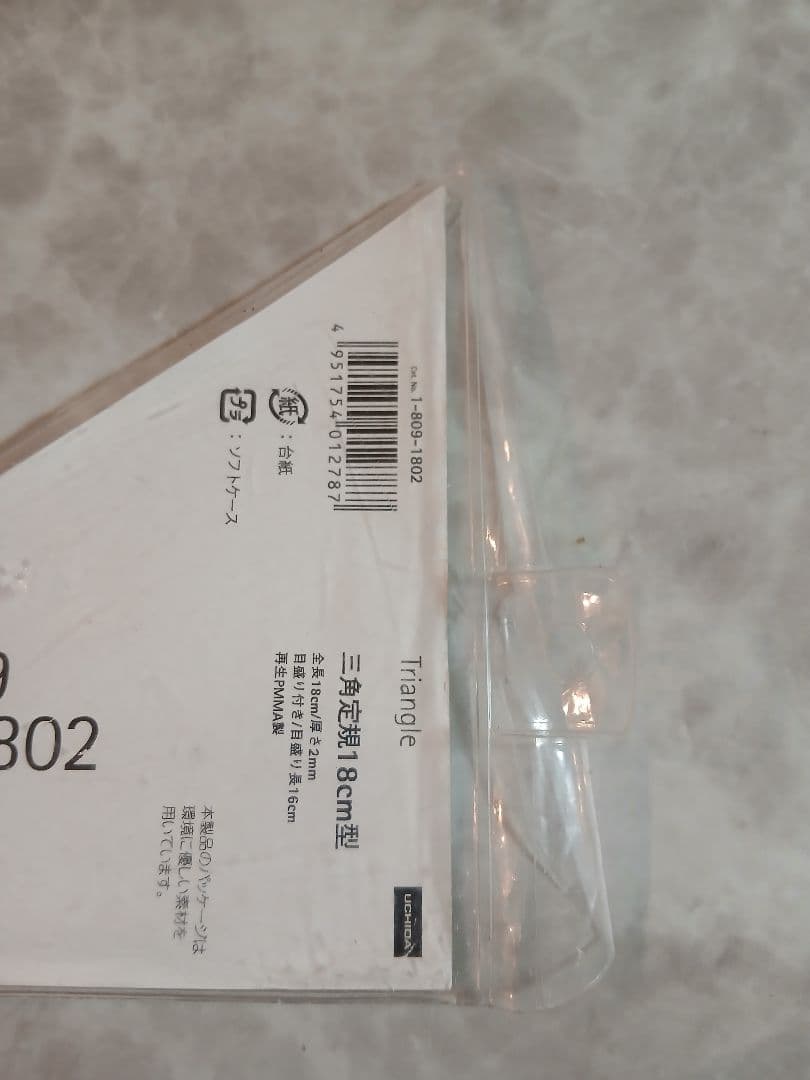 Cat. No. 1-809-1802
4 951754 012787
紙 : 台紙
プラ : ソフトケース
Triangle
三角定規18cm型
全長18cm/厚さ2mm
目盛り付き/目盛り長16cm
再生PMMA製
本製品のパッケージは
環境に優しい素材を
用いています。
UCHIDA
9
802